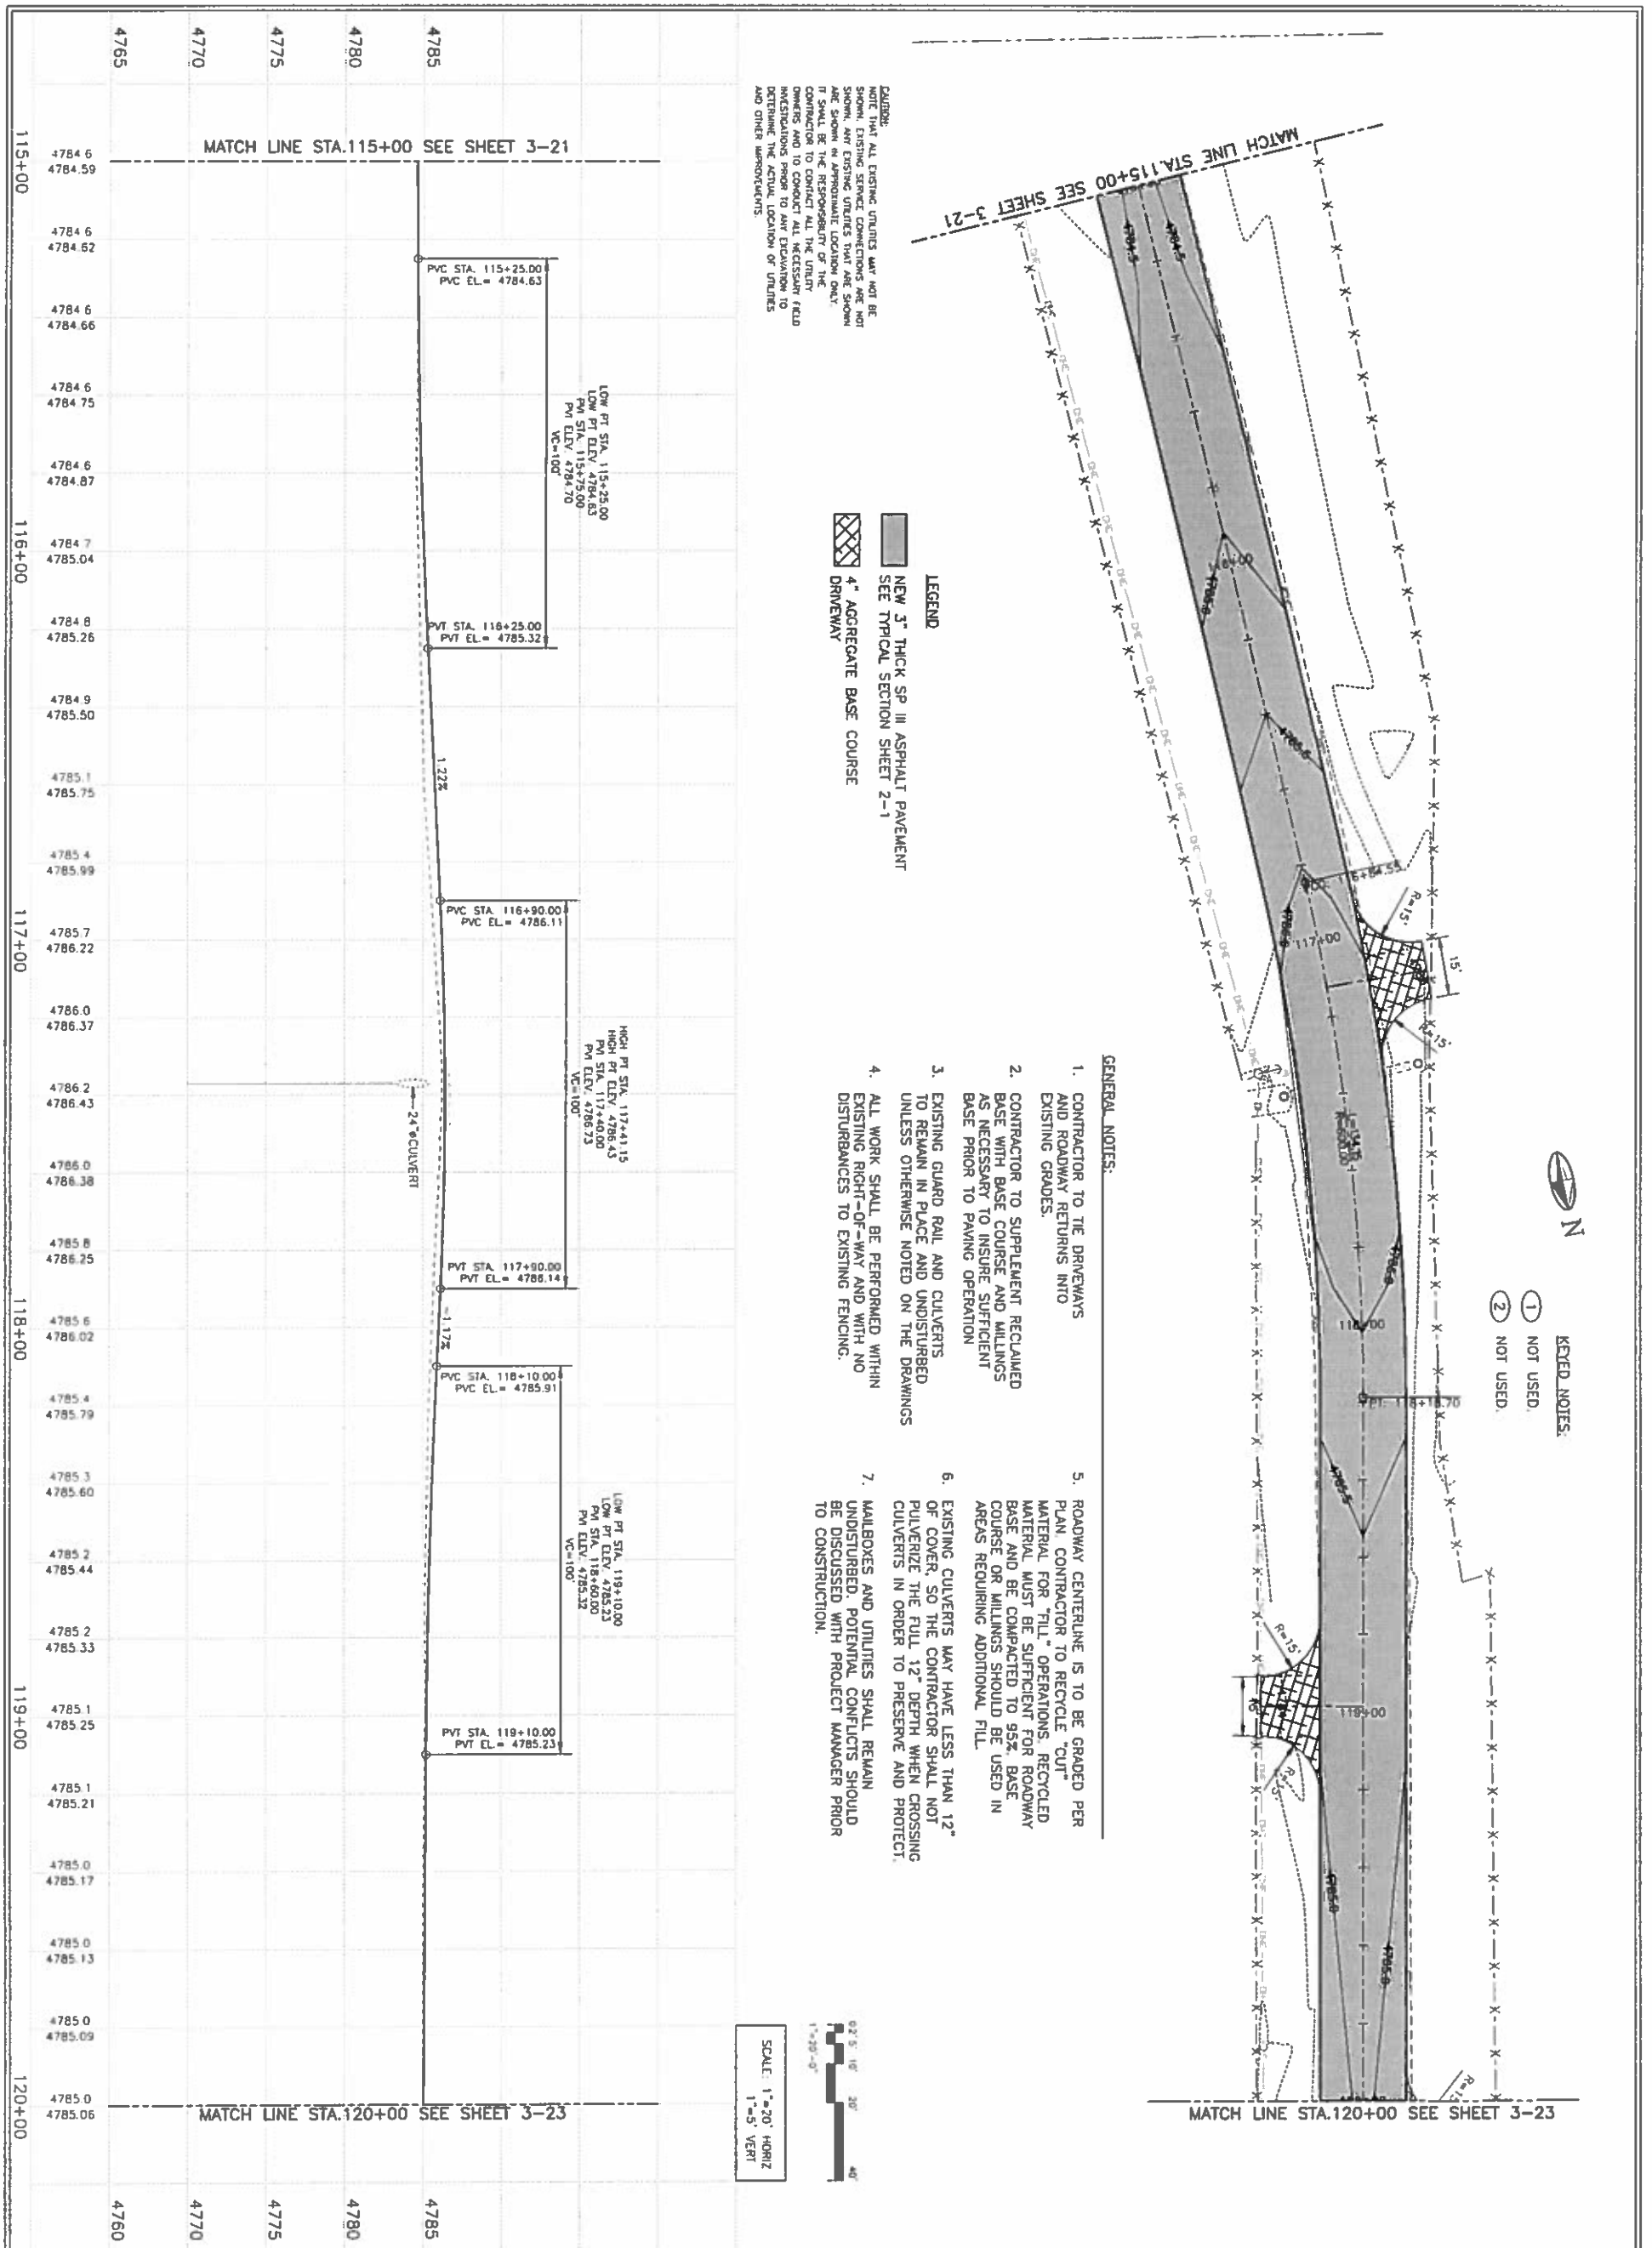 N
KEYED NOTES:
1 NOT USED.
2 NOT USED.
MATCH LINE STA.115+00 SEE SHEET 3-21
4784.5
4784.5
116+00
4785.5
116+84.55
R=15'
15'
R=15'
117+00
118+00
4785.5
R=15'
R=15'
119+00
4785.0
4785.0
R=15'
MATCH LINE STA.120+00 SEE SHEET 3-23
GENERAL NOTES:
1. CONTRACTOR TO TIE DRIVEWAYS
AND ROADWAY RETURNS INTO
EXISTING GRADES.
2. CONTRACTOR TO SUPPLEMENT RECLAIMED
BASE WITH BASE COURSE AND MILLINGS
AS NECESSARY TO INSURE SUFFICIENT
BASE PRIOR TO PAVING OPERATION
3. EXISTING GUARD RAIL AND CULVERTS
TO REMAIN IN PLACE AND UNDISTURBED
UNLESS OTHERWISE NOTED ON THE DRAWINGS
4. ALL WORK SHALL BE PERFORMED WITHIN
EXISTING RIGHT-OF-WAY AND WITH NO
DISTURBANCES TO EXISTING FENCING.
5. ROADWAY CENTERLINE IS TO BE GRADED PER
PLAN. CONTRACTOR TO RECYCLE "CUT"
MATERIAL FOR "FILL" OPERATIONS. RECYCLED
MATERIAL MUST BE SUFFICIENT FOR ROADWAY
BASE AND BE COMPACTED TO 95%. BASE
COURSE OR MILLINGS SHOULD BE USED IN
AREAS REQUIRING ADDITIONAL FILL.
6. EXISTING CULVERTS MAY HAVE LESS THAN 12"
OF COVER, SO THE CONTRACTOR SHALL NOT
PULVERIZE THE FULL 12" DEPTH WHEN CROSSING
CULVERTS IN ORDER TO PRESERVE AND PROTECT.
7. MAILBOXES AND UTILITIES SHALL REMAIN
UNDISTURBED. POTENTIAL CONFLICTS SHOULD
BE DISCUSSED WITH PROJECT MANAGER PRIOR
TO CONSTRUCTION.
LEGEND
NEW 3" THICK SP III ASPHALT PAVEMENT
SEE TYPICAL SECTION SHEET 2-1
4" AGGREGATE BASE COURSE
DRIVEWAY
CAUTION:
NOTE THAT ALL EXISTING UTILITIES MAY NOT BE
SHOWN. EXISTING SERVICE CONNECTIONS ARE NOT
SHOWN. ANY EXISTING UTILITIES THAT ARE SHOWN
ARE SHOWN IN APPROXIMATE LOCATION ONLY.
IT SHALL BE THE RESPONSIBILITY OF THE
CONTRACTOR TO CONTACT ALL THE UTILITY
OWNERS AND TO CONDUCT ALL NECESSARY FIELD
INVESTIGATIONS PRIOR TO ANY EXCAVATION TO
DETERMINE THE ACTUAL LOCATION OF UTILITIES
AND OTHER IMPROVEMENTS.
5' 10' 20' 40'
1"=20'-0"
SCALE: 1"=20' HORIZ
1"=5' VERT
LOW PT STA. 115+25.00
LOW PT ELEV. 4784.63
PVI STA. 115+75.00
PVI ELEV. 4784.70
VC=100'
HIGH PT STA. 117+41.15
HIGH PT ELEV. 4786.43
PVI STA. 117+40.00
PVI ELEV. 4786.73
VC=100'
LOW PT STA. 119+10.00
LOW PT ELEV. 4785.23
PVI STA. 118+60.00
PVI ELEV. 4785.32
VC=100'
MATCH LINE STA.115+00 SEE SHEET 3-21
PVC STA. 115+25.00
PVC EL.= 4784.63
PVT STA. 116+25.00
PVT EL.= 4785.32
1.22%
PVC STA. 116+90.00
PVC EL.= 4786.11
24"ø CULVERT
PVT STA. 117+90.00
PVT EL.= 4786.14
-1.17%
PVC STA. 118+10.00
PVC EL.= 4785.91
PVT STA. 119+10.00
PVT EL.= 4785.23
MATCH LINE STA.120+00 SEE SHEET 3-23
4785
4780
4775
4770
4765
4785
4780
4775
4770
4760
4784.6
4784.59
4784.6
4784.62
4784.6
4784.66
4784.6
4784.75
4784.6
4784.87
4784.7
4785.04
4784.8
4785.26
4784.9
4785.50
4785.1
4785.75
4785.4
4785.99
4785.7
4786.22
4786.0
4786.37
4786.2
4786.43
4786.0
4786.38
4785.8
4786.25
4785.6
4786.02
4785.4
4785.79
4785.3
4785.60
4785.2
4785.44
4785.2
4785.33
4785.1
4785.25
4785.1
4785.21
4785.0
4785.17
4785.0
4785.13
4785.0
4785.09
4785.0
4785.06
115+00
116+00
117+00
118+00
119+00
120+00